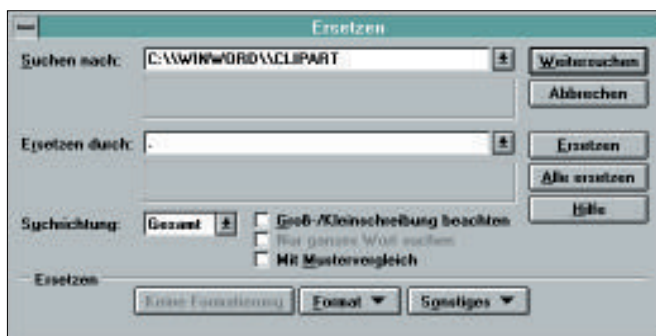 Ersetzen
Suchen nach: C:\\WINWORD\\CLIPART
Weitersuchen
Abbrechen
Ersetzen durch: .
Ersetzen
Alle ersetzen
Hilfe
Suchrichtung: Gesamt
Groß-/Kleinschreibung beachten
Nur ganzes Wort suchen
Mit Mustervergleich
Ersetzen
Keine Formatierung Format Sonstiges